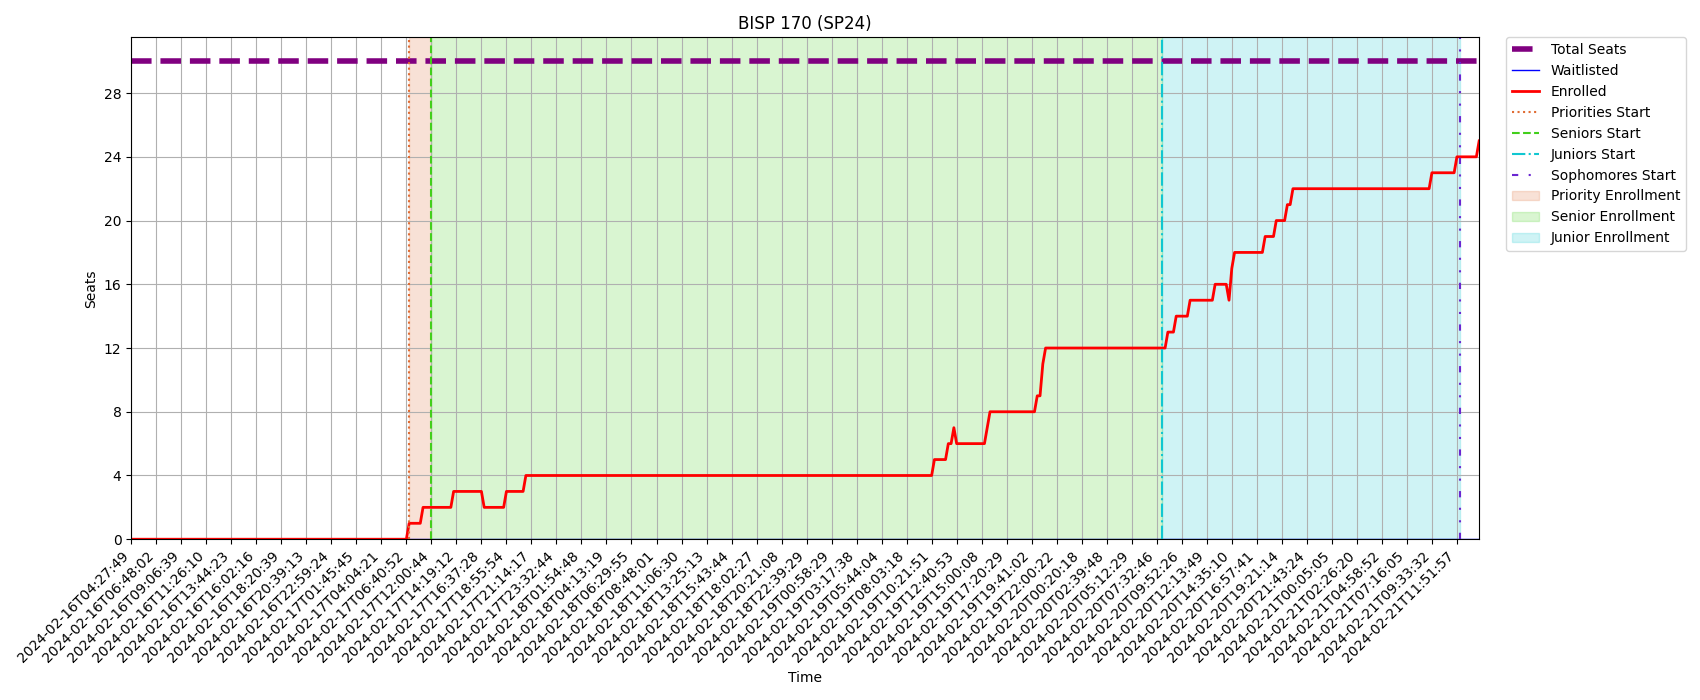 BISP 170 (SP24)
Seats
28
24
20
16
12
8
4
0
2024-02-16T04:27:49
2024-02-16T06:48:02
2024-02-16T09:06:39
2024-02-16T11:26:10
2024-02-16T13:44:23
2024-02-16T16:02:16
2024-02-16T18:20:39
2024-02-16T20:39:13
2024-02-16T22:59:24
2024-02-17T01:45:45
2024-02-17T04:04:21
2024-02-17T06:40:52
2024-02-17T12:00:44
2024-02-17T14:19:12
2024-02-17T16:37:28
2024-02-17T18:55:54
2024-02-17T21:14:17
2024-02-17T23:32:44
2024-02-18T01:54:48
2024-02-18T04:13:19
2024-02-18T06:29:55
2024-02-18T08:48:01
2024-02-18T11:06:30
2024-02-18T13:25:13
2024-02-18T15:43:44
2024-02-18T18:02:27
2024-02-18T20:21:08
2024-02-18T22:39:29
2024-02-19T00:58:29
2024-02-19T03:17:38
2024-02-19T05:44:04
2024-02-19T08:03:18
2024-02-19T10:21:51
2024-02-19T12:40:53
2024-02-19T15:00:08
2024-02-19T17:20:29
2024-02-19T19:41:02
2024-02-19T22:00:22
2024-02-20T00:20:18
2024-02-20T02:39:48
2024-02-20T05:12:29
2024-02-20T07:32:46
2024-02-20T09:52:26
2024-02-20T12:13:49
2024-02-20T14:35:10
2024-02-20T16:57:41
2024-02-20T19:21:14
2024-02-20T21:43:24
2024-02-21T00:05:05
2024-02-21T02:26:20
2024-02-21T04:58:52
2024-02-21T07:16:05
2024-02-21T09:33:32
2024-02-21T11:51:57
Time
Total Seats
Waitlisted
Enrolled
Priorities Start
Seniors Start
Juniors Start
Sophomores Start
Priority Enrollment
Senior Enrollment
Junior Enrollment